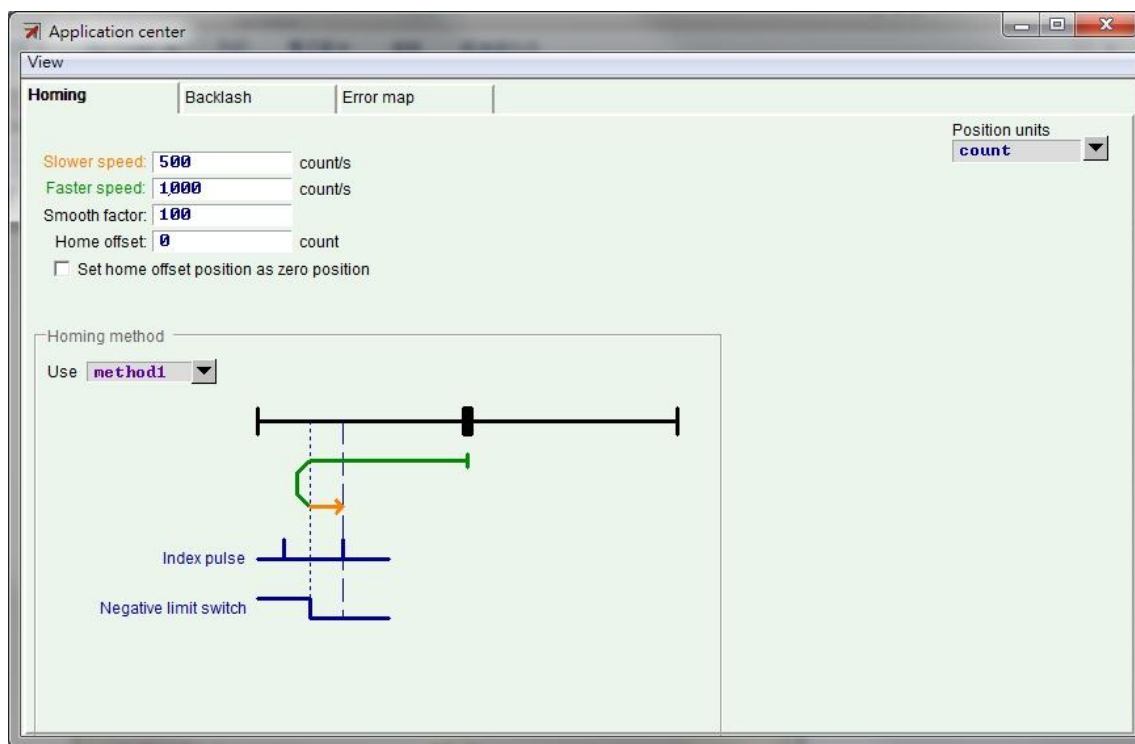 Application center
View
Homing Backlash Error map
Position units
count
Slower speed: 500 count/s
Faster speed: 1,000 count/s
Smooth factor: 100
Home offset: 0 count
Set home offset position as zero position
Homing method
Use method1
Index pulse
Negative limit switch